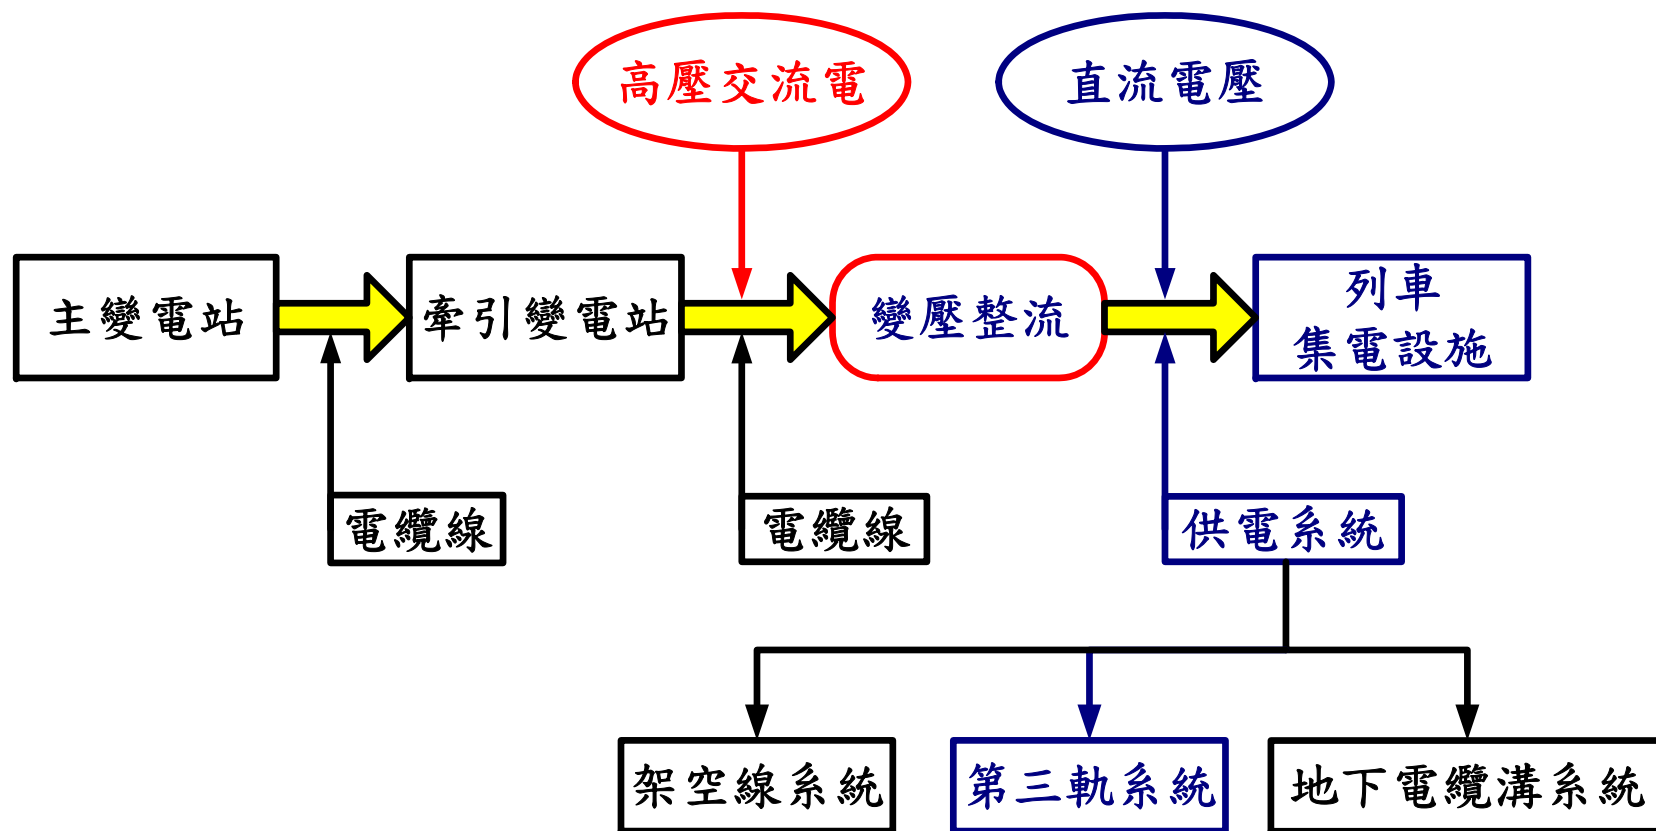 高壓交流電
直流電壓
主變電站
牽引變電站
變壓整流
列車
集電設施
電纜線
電纜線
供電系統
架空線系統
第三軌系統
地下電纜溝系統